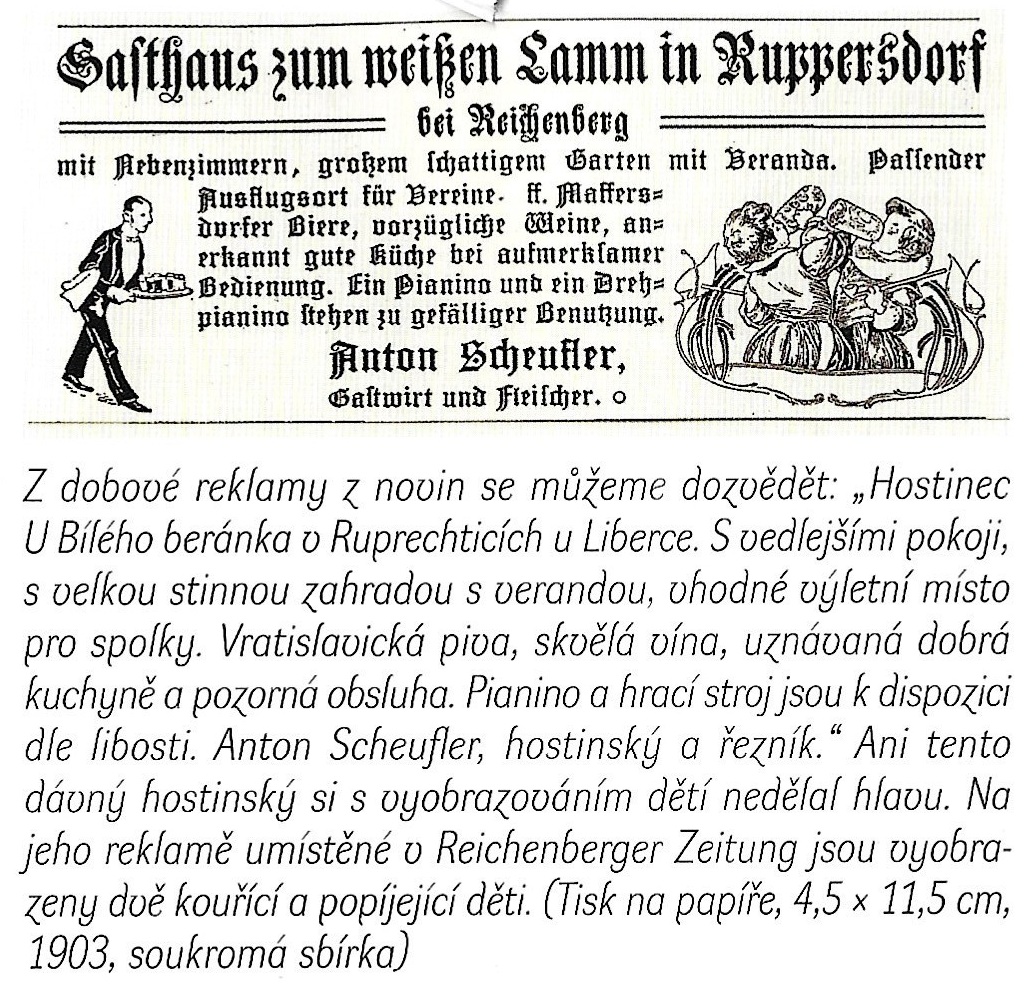 Gasthaus zum weißen Lamm in Ruppersdorf
bei Reichenberg
mit Nebenzimmern, großem schattigem Garten mit Veranda. Passender
Ausflugsort für Vereine. ff. Maffers=
dorfer Biere, vorzügliche Weine, an=
erkannt gute Küche bei aufmerksamer
Bedienung. Ein Pianino und ein Dreh=
pianino stehen zu gefälliger Benutzung.
Anton Scheufler,
Gastwirt und Fleischer.
Z dobové reklamy z novin se můžeme dozvědět: „Hostinec
U Bílého beránka v Ruprechticích u Liberce. S vedlejšími pokoji,
s velkou stinnou zahradou s verandou, vhodné výletní místo
pro spolky. Vratislavická piva, skvělá vína, uznávaná dobrá
kuchyně a pozorná obsluha. Pianino a hrací stroj jsou k dispozici
dle libosti. Anton Scheufler, hostinský a řezník.“ Ani tento
dávný hostinský si s vyobrazováním dětí nedělal hlavu. Na
jeho reklamě umístěné v Reichenberger Zeitung jsou vyobra-
zeny dvě kouřící a popíjející děti. (Tisk na papíře, 4,5 × 11,5 cm,
1903, soukromá sbírka)